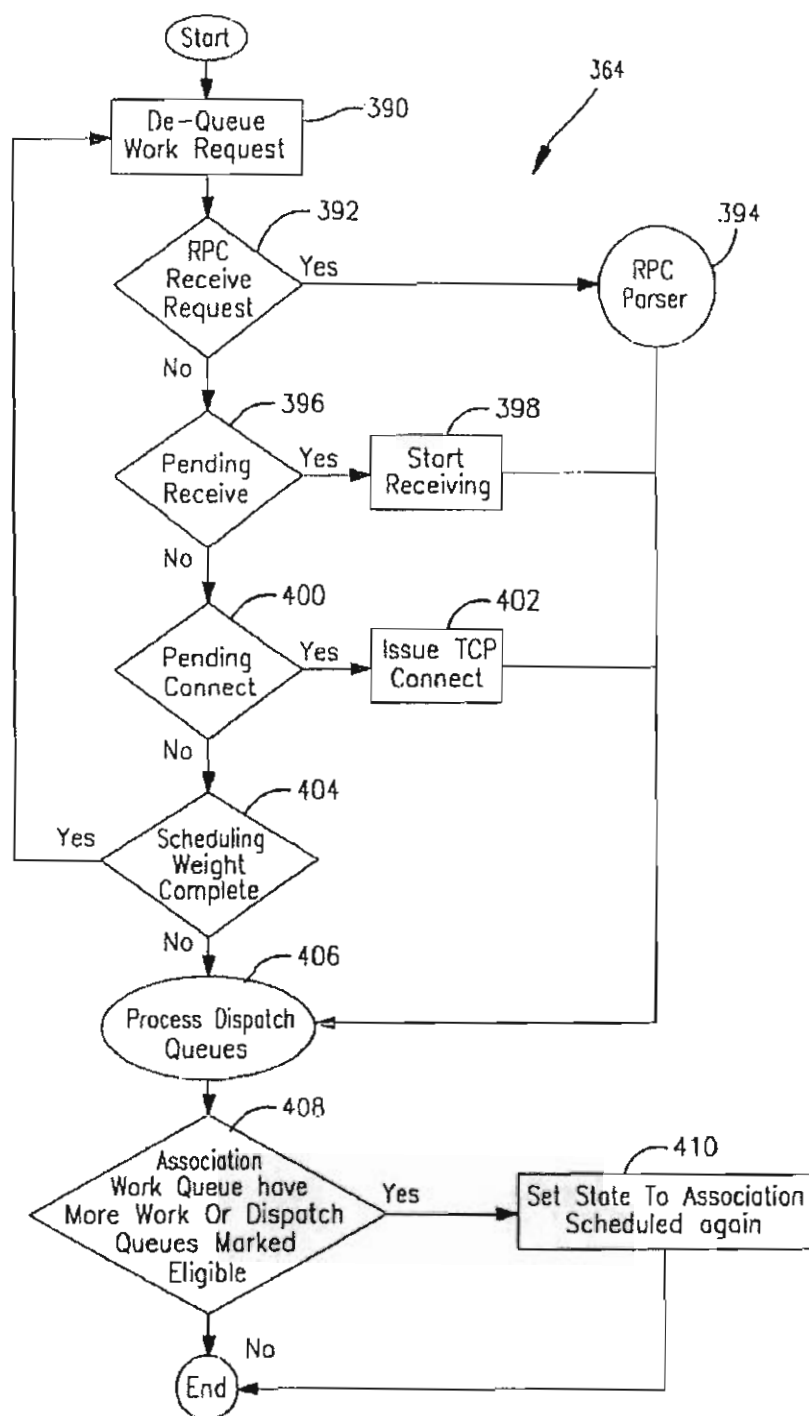 Start
364
390
De-Queue
Work Request
392
394
RPC
Receive
Request
Yes
RPC
Parser
No
396
398
Pending
Receive
Yes
Start
Receiving
No
400
402
Pending
Connect
Yes
Issue TCP
Connect
No
404
Yes
Scheduling
Weight
Complete
No
406
Process Dispatch
Queues
408
410
Association
Work Queue have
More Work Or Dispatch
Queues Marked
Eligible
Yes
Set State To Association
Scheduled again
No
End